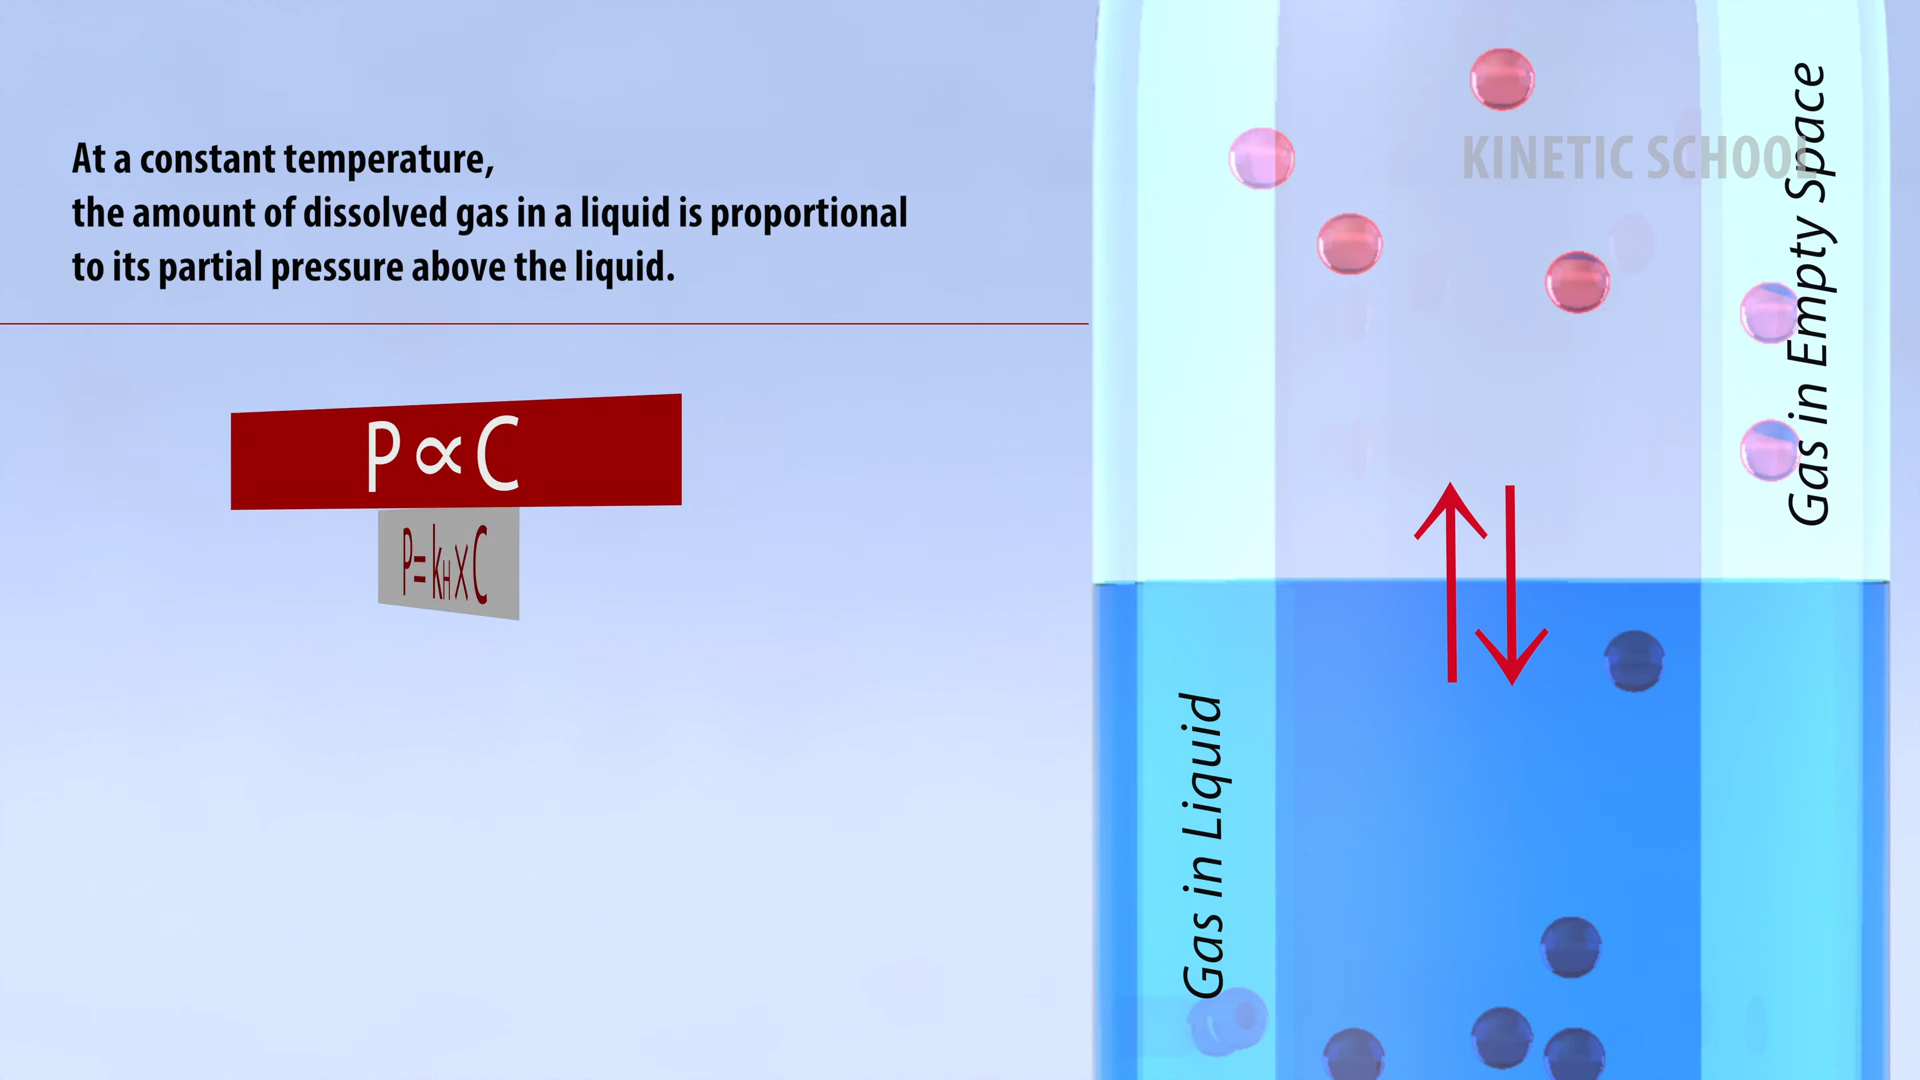 At a constant temperature,
the amount of dissolved gas in a liquid is proportional
to its partial pressure above the liquid.
P ∝ C
P=kHxC
KINETIC SCHOOL
Gas in Empty Space
Gas in Liquid